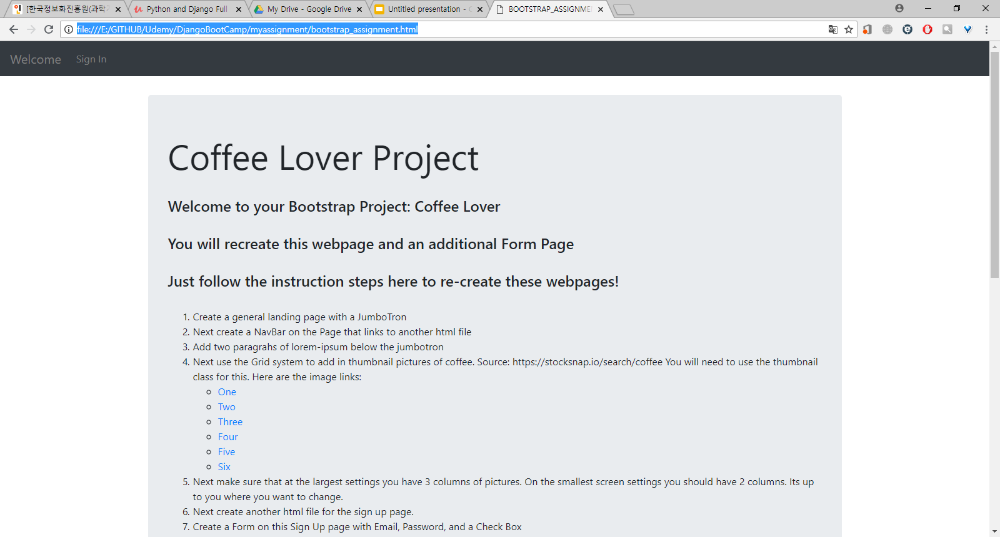 [한국정보화진흥원(과학
Python and Django Full
My Drive - Google Drive
Untitled presentation -
BOOTSTRAP_ASSIGNME
file:///E:/GITHUB/Udemy/DjangoBootCamp/myassignment/bootstrap_assignment.html
Welcome Sign In
Coffee Lover Project
Welcome to your Bootstrap Project: Coffee Lover
You will recreate this webpage and an additional Form Page
Just follow the instruction steps here to re-create these webpages!
1. Create a general landing page with a JumboTron
2. Next create a NavBar on the Page that links to another html file
3. Add two paragrahs of lorem-ipsum below the jumbotron
4. Next use the Grid system to add in thumbnail pictures of coffee. Source: https://stocksnap.io/search/coffee You will need to use the thumbnail
class for this. Here are the image links:
One
Two
Three
Four
Five
Six
5. Next make sure that at the largest settings you have 3 columns of pictures. On the smallest screen settings you should have 2 columns. Its up
to you where you want to change.
6. Next create another html file for the sign up page.
7. Create a Form on this Sign Up page with Email, Password, and a Check Box